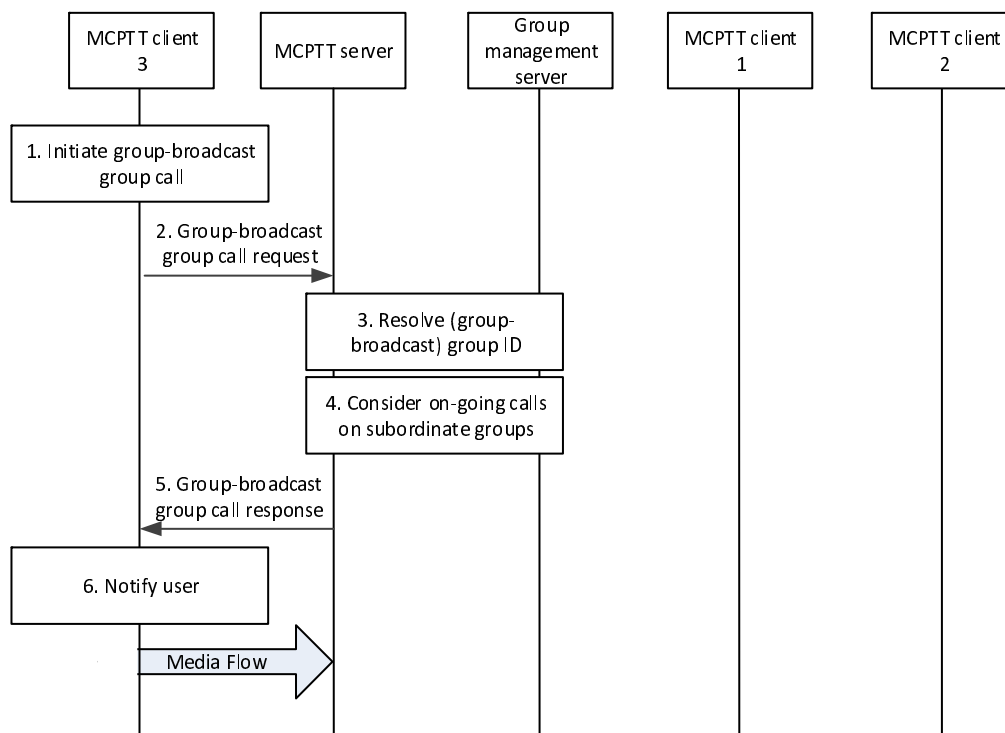 MCPTT client
3
MCPTT server
Group
management
server
MCPTT client
1
MCPTT client
2
1. Initiate group-broadcast
group call
2. Group-broadcast
group call request
3. Resolve (group-
broadcast) group ID
4. Consider on-going calls
on subordinate groups
5. Group-broadcast
group call response
6. Notify user
Media Flow